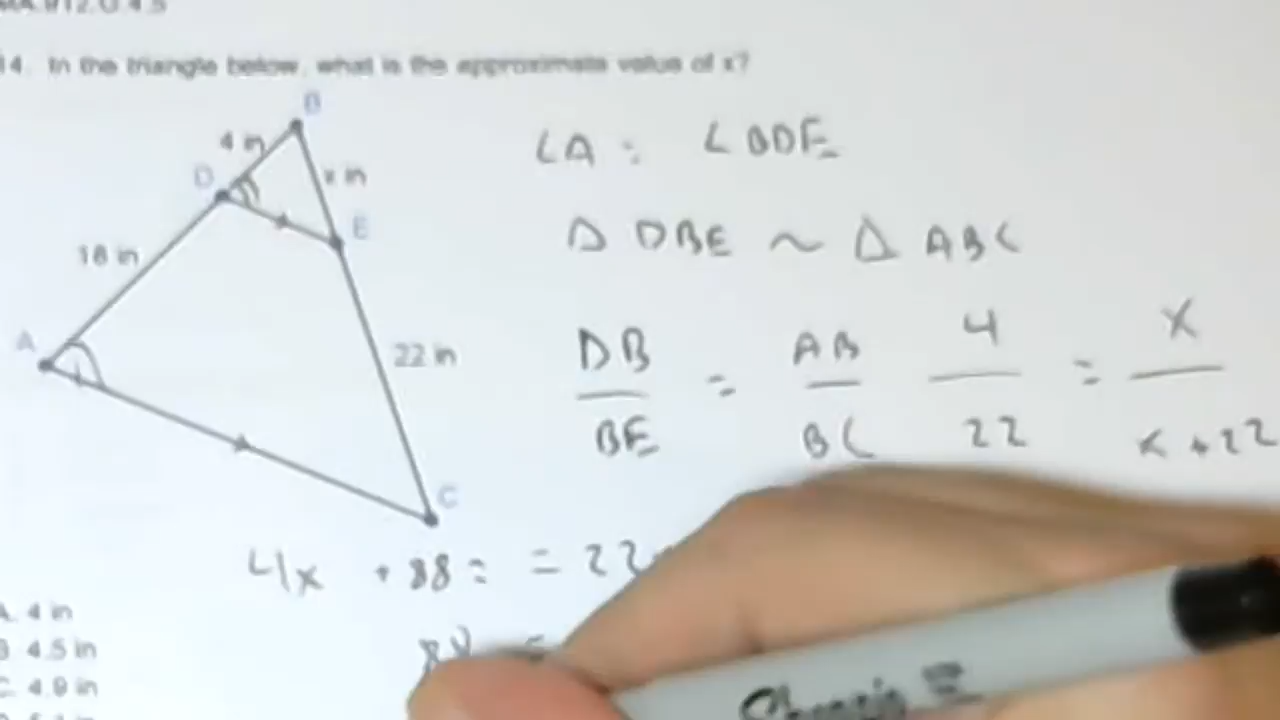 14. In the triangle below, what is the approximate value of x?
B
4 in
D
x in
E
18 in
A
22 in
C
∠A = ∠BDE
Δ DBE ~ Δ ABC
DB/BE = AB/BC 4/22 = x/x+22
4x + 88 = = 22
88 =
A. 4 in
B. 4.5 in
C. 4.9 in